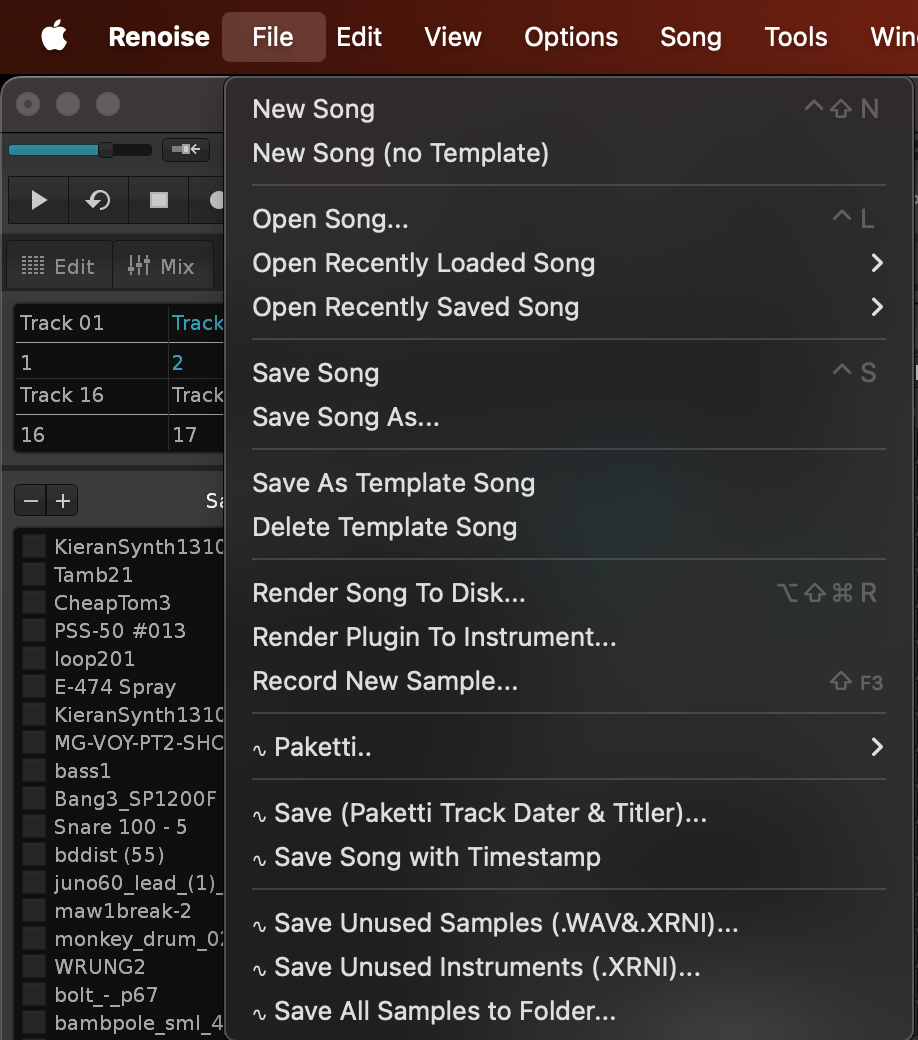 Renoise File Edit View Options Song Tools
New Song ^⇧ N
New Song (no Template)
Open Song... ^ L
Open Recently Loaded Song
Open Recently Saved Song
Save Song ^ S
Save Song As...
Save As Template Song
Delete Template Song
Render Song To Disk... ⌥⇧⌘ R
Render Plugin To Instrument...
Record New Sample... ⇧ F3
∿ Paketti..
∿ Save (Paketti Track Dater & Titler)...
∿ Save Song with Timestamp
∿ Save Unused Samples (.WAV&.XRNI)...
∿ Save Unused Instruments (.XRNI)...
∿ Save All Samples to Folder...
Edit Mix
Track 01 Track
1 2
Track 16 Track
16 17
− +
KieranSynth1310
Tamb21
CheapTom3
PSS-50 #013
loop201
E-474 Spray
KieranSynth1310
MG-VOY-PT2-SHC
bass1
Bang3_SP1200F
Snare 100 - 5
bddist (55)
juno60_lead_(1)_
maw1break-2
monkey_drum_02
WRUNG2
bolt_-_p67
bambpole_sml_4